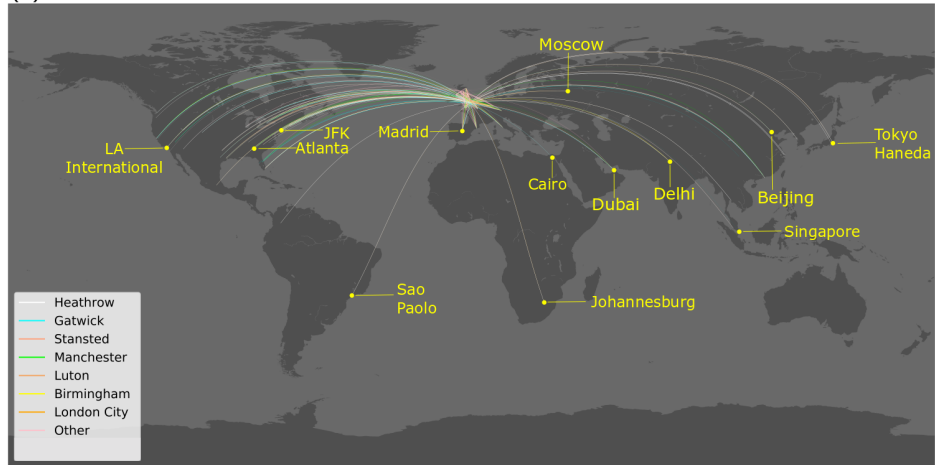 Moscow
JFK
Atlanta
Madrid
LA
International
Tokyo
Haneda
Cairo
Dubai
Delhi
Beijing
Singapore
Sao
Paolo
Johannesburg
Heathrow
Gatwick
Stansted
Manchester
Luton
Birmingham
London City
Other